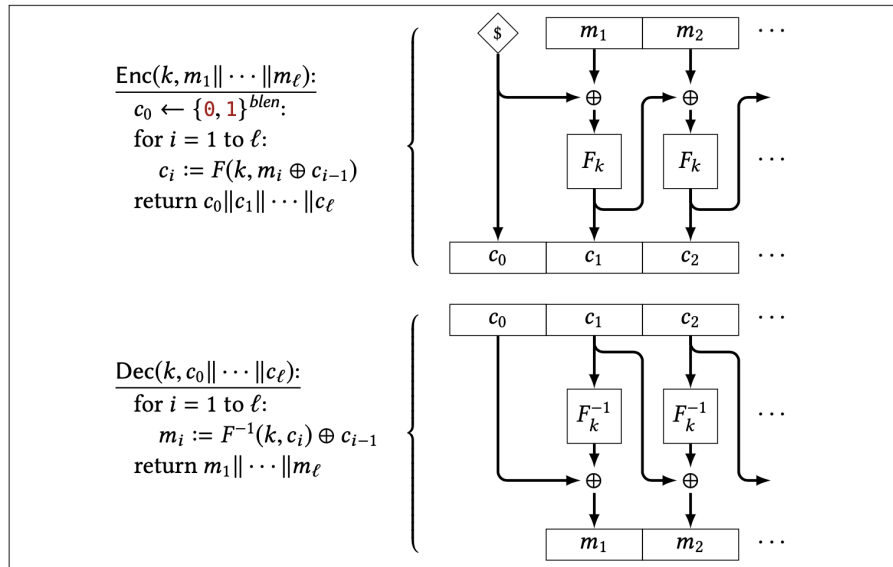 $ m₁ m₂ ⋯
Enc(k, m₁‖ ⋯ ‖m_ℓ):
c₀ ← {0, 1}^blen:
⊕ ⊕
for i = 1 to ℓ:
F_k F_k ⋯
c_i := F(k, m_i ⊕ c_{i−1})
return c₀‖c₁‖ ⋯ ‖c_ℓ
c₀ c₁ c₂ ⋯
c₀ c₁ c₂ ⋯
Dec(k, c₀‖ ⋯ ‖c_ℓ):
for i = 1 to ℓ:
F_k^{−1} F_k^{−1} ⋯
m_i := F^{−1}(k, c_i) ⊕ c_{i−1}
return m₁‖ ⋯ ‖m_ℓ
⊕ ⊕
m₁ m₂ ⋯